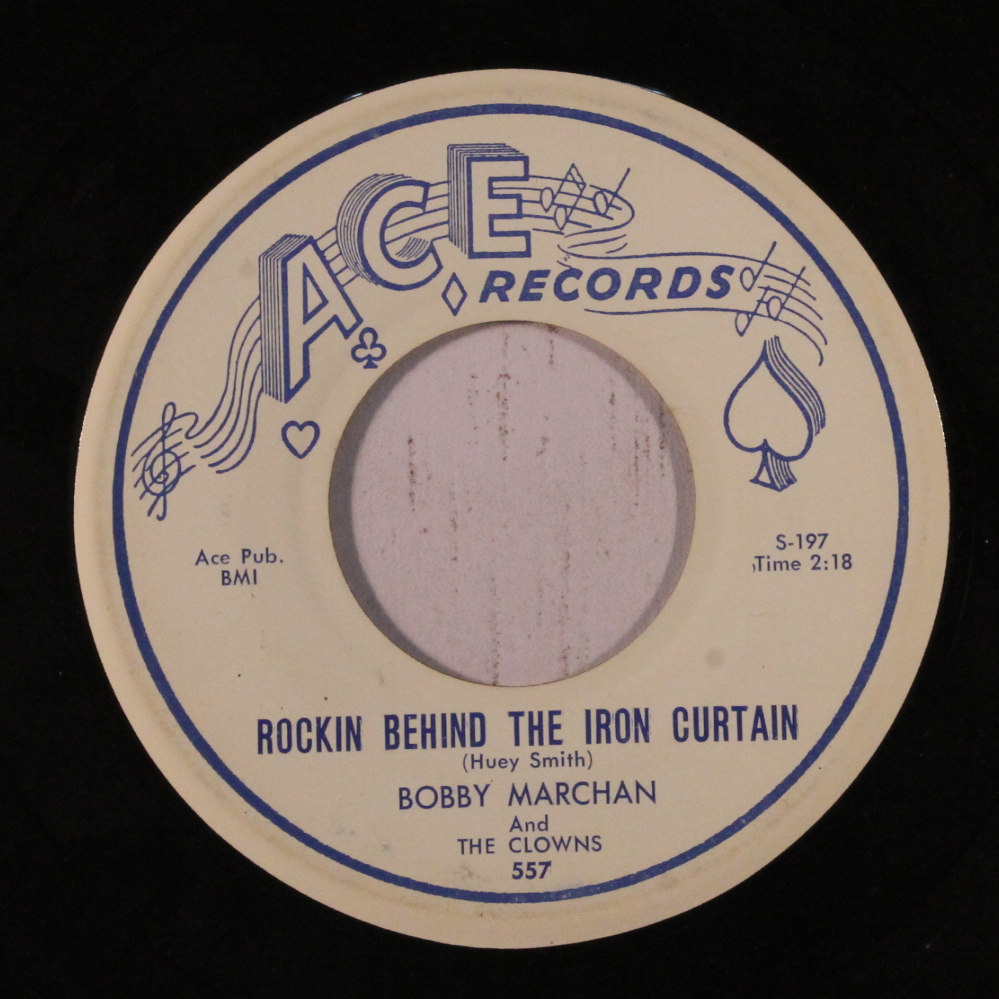 ACE
RECORDS
Ace Pub.
BMI
S-197
Time 2:18
ROCKIN BEHIND THE IRON CURTAIN
(Huey Smith)
BOBBY MARCHAN
And
THE CLOWNS
557